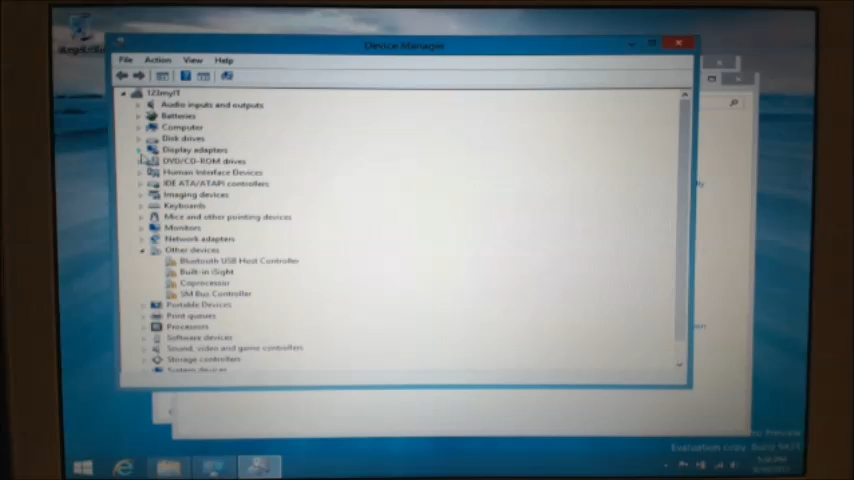 Device Manager
File Action View Help
123myIT
Audio inputs and outputs
Batteries
Computer
Disk drives
Display adapters
DVD/CD-ROM drives
Human Interface Devices
IDE ATA/ATAPI controllers
Imaging devices
Keyboards
Mice and other pointing devices
Monitors
Network adapters
Other devices
Bluetooth USB Host Controller
Built-in iSight
Coprocessor
SM Bus Controller
Portable Devices
Print queues
Processors
Software devices
Sound, video and game controllers
Storage controllers
System devices
Preview
Evaluation copy. Build